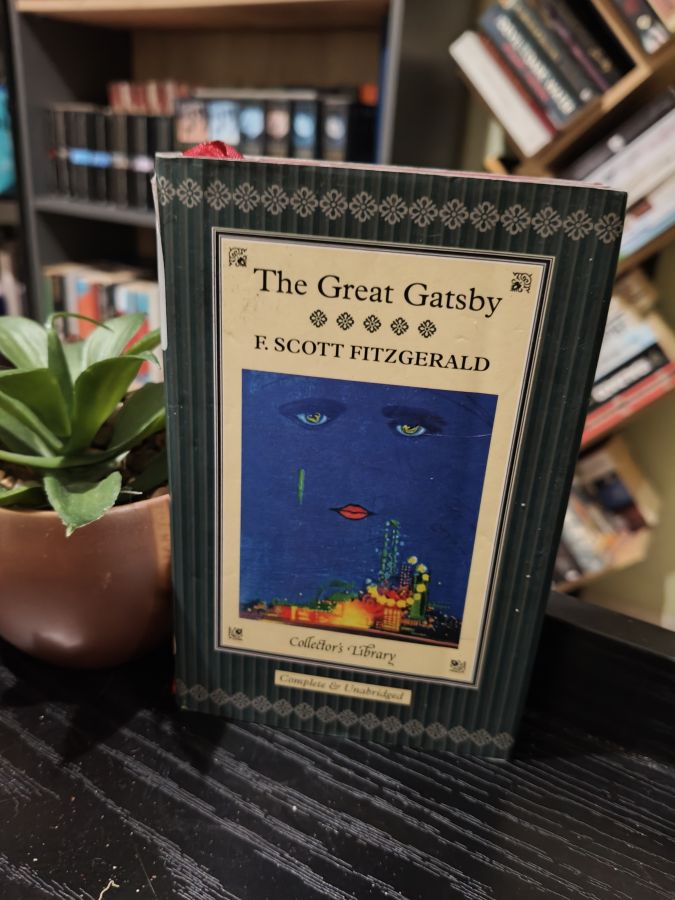 The Great Gatsby
F. SCOTT FITZGERALD
Collector's Library
Complete & Unabridged